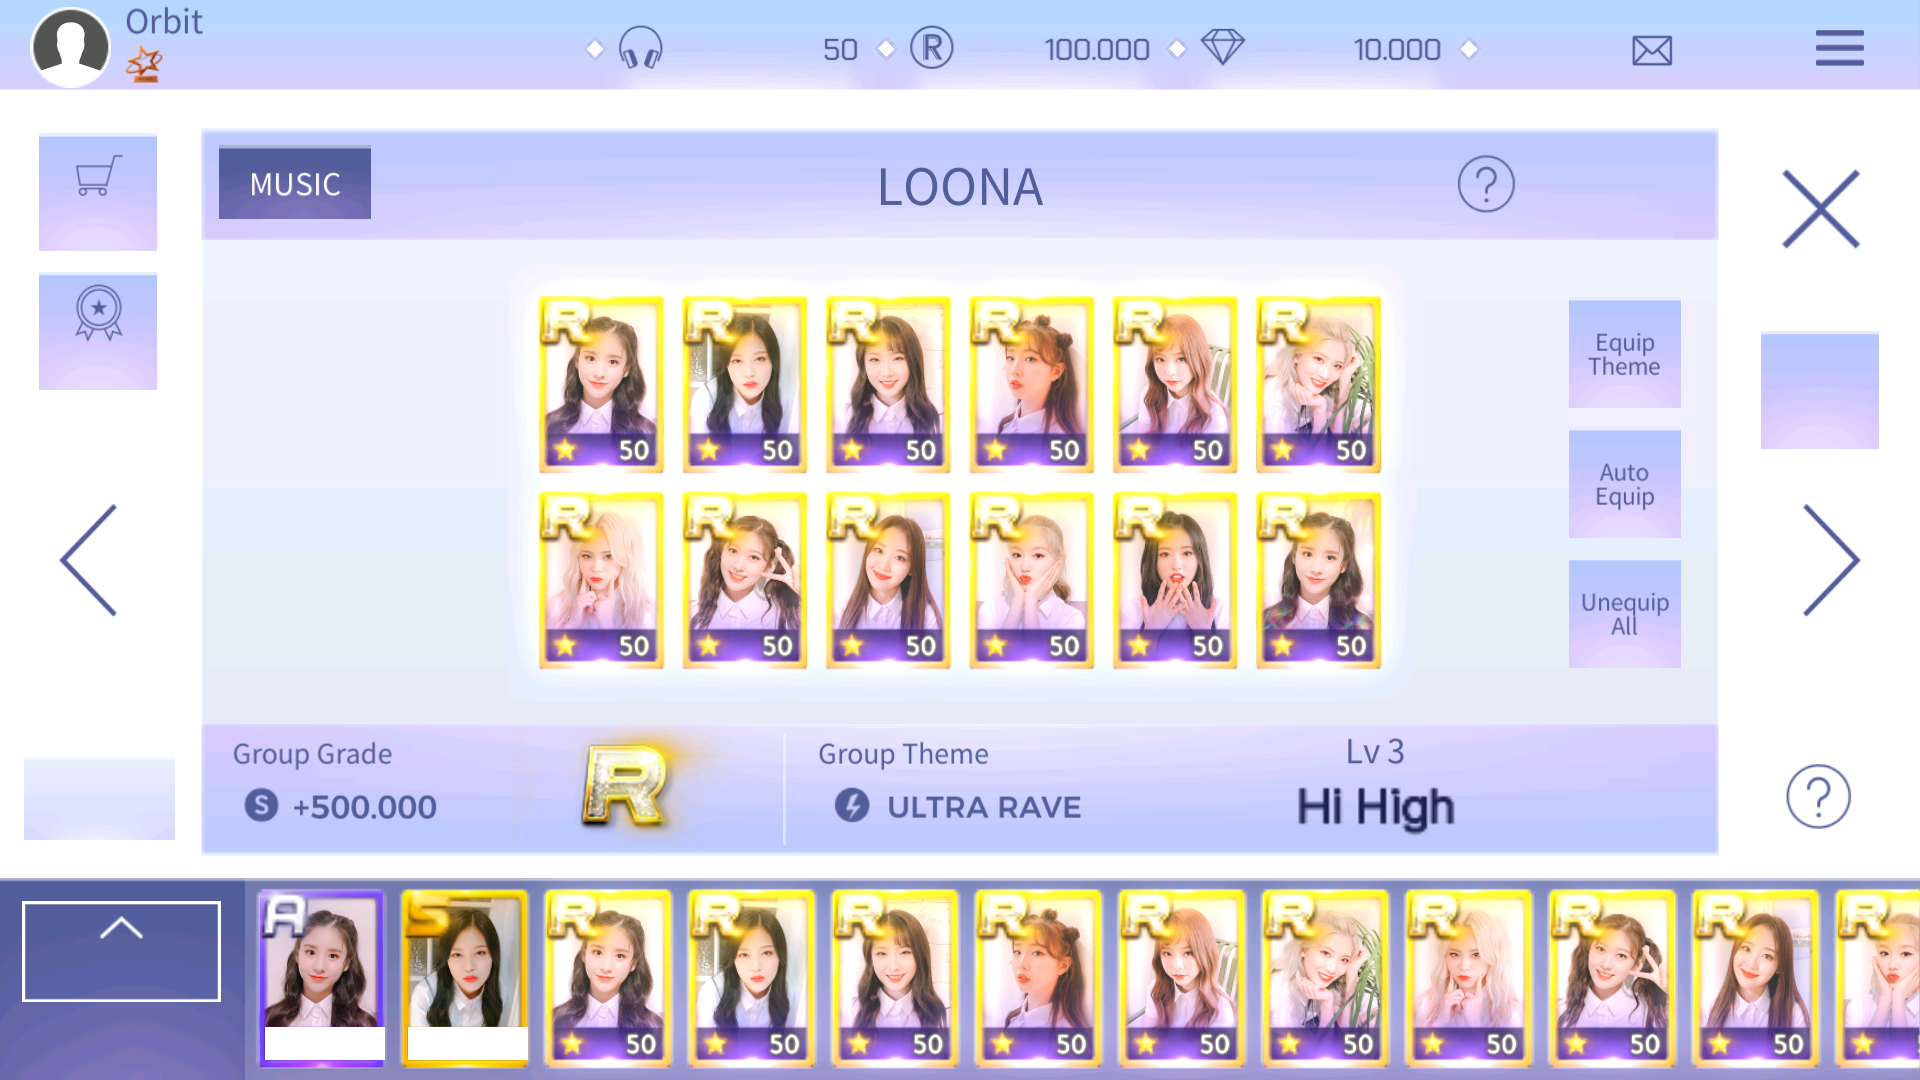 Orbit
50 R 100.000 10.000
MUSIC LOONA ?
R R R R R R
50 50 50 50 50 50
R R R R R R
50 50 50 50 50 50
Equip
Theme
Auto
Equip
Unequip
All
Group Grade
S +500.000
R
Group Theme
ULTRA RAVE
Lv 3
Hi High
?
A S R R R R R R R R R R
50 50 50 50 50 50 50 50 50